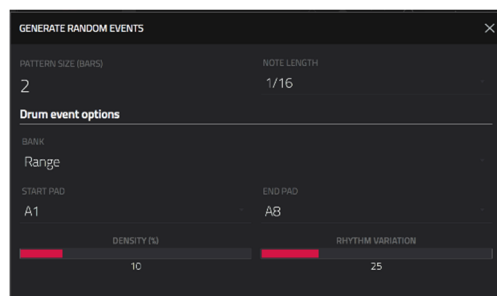 GENERATE RANDOM EVENTS
PATTERN SIZE (BARS) NOTE LENGTH
2 1/16
Drum event options
BANK
Range
START PAD END PAD
A1 A8
DENSITY (%) RHYTHM VARIATION
10 25